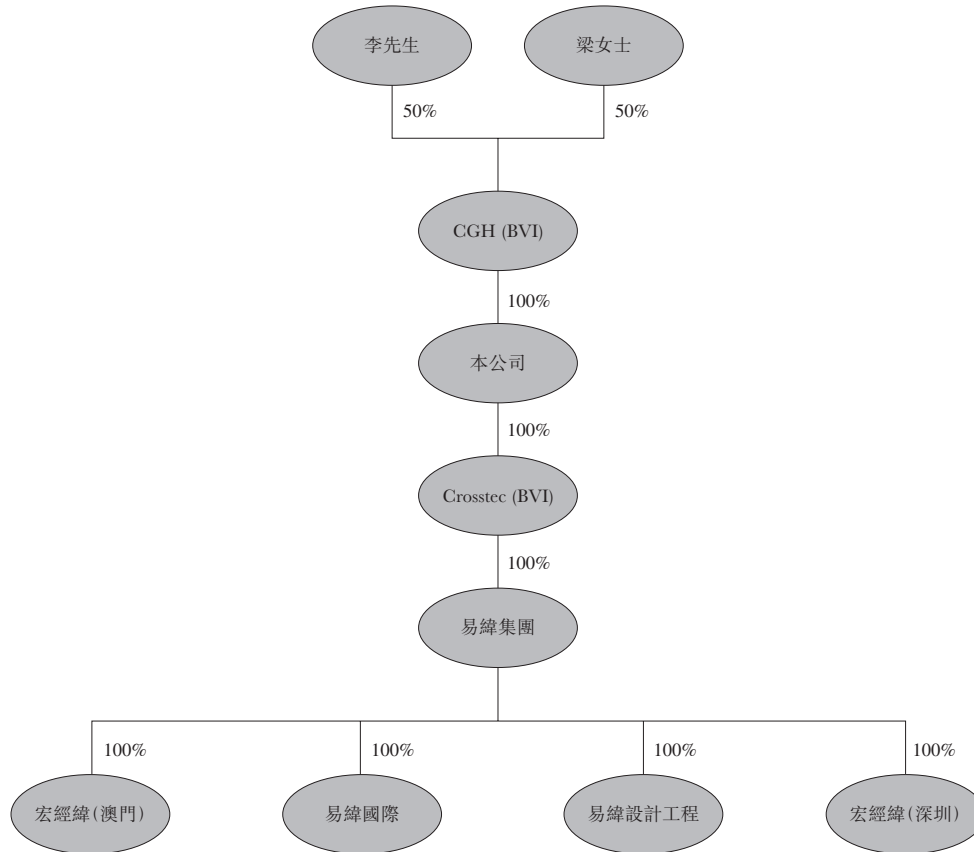 李先生
梁女士
50%
50%
CGH (BVI)
100%
本公司
100%
Crosstec (BVI)
100%
易緯集團
100%
100%
100%
100%
宏經緯(澳門)
易緯國際
易緯設計工程
宏經緯(深圳)